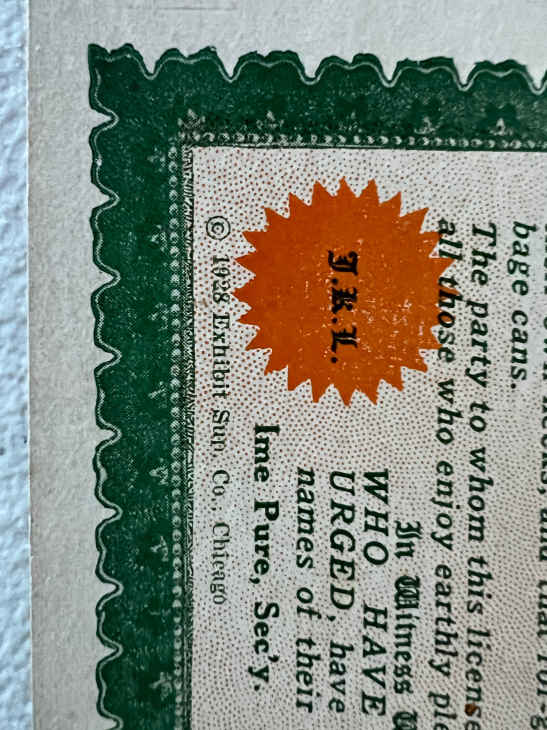 bage cans.
The party to whom this license
all those who enjoy earthly ple
In Witness W
WHO HAVE
URGED, have
names of their
J.K.L.
Ime Pure, Sec'y.
© 1928 Exhibit Sup. Co., Chicago